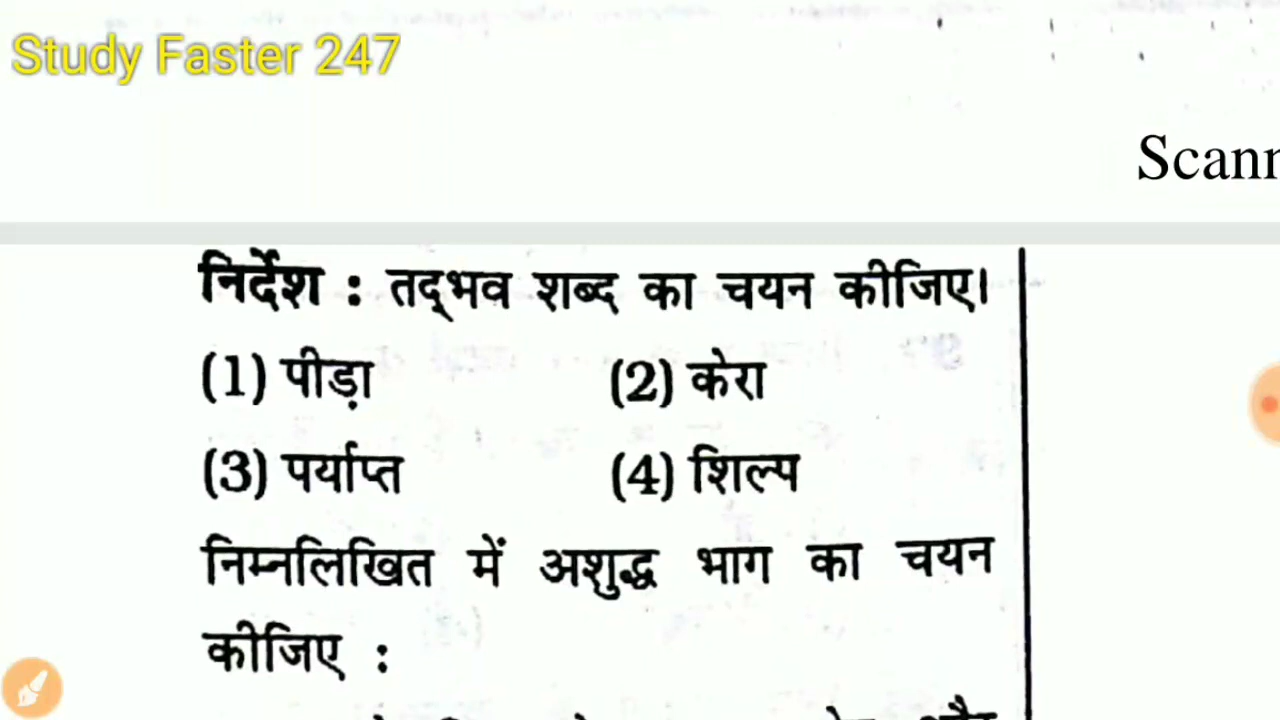 Study Faster 247
Scann
निर्देश : तद्‌भव शब्द का चयन कीजिए।
(1) पीड़ा (2) केरा
(3) पर्याप्त (4) शिल्प
निम्नलिखित में अशुद्ध भाग का चयन
कीजिए :